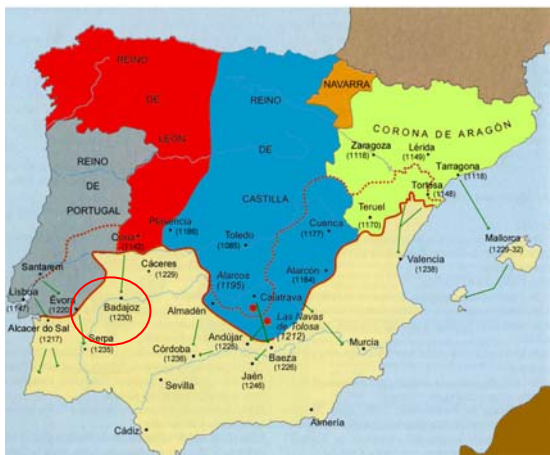 REINO
DE
LEÓN
REINO
DE
CASTILLA
NAVARRA
CORONA DE ARAGÓN
Zaragoza
(1118)
Lérida
(1149)
Tarragona
(1118)
Tortosa
(1148)
Teruel
(1170)
REINO
DE
PORTUGAL
Plasencia
(1186)
Coria
(1142)
Toledo
(1085)
Cuenca
(1177)
Mallorca
(1229-32)
Valencia
(1238)
Santarem
Cáceres
(1229)
Alarcos
(1195)
Alarcón
(1184)
Lisboa
(1147)
Évora
(1220)
Badajoz
(1230)
Almadén
Calatrava
Las Navas
de Tolosa
(1212)
Alcacer do Sal
(1217)
Serpa
(1235)
Córdoba
(1236)
Andújar
(1225)
Baeza
(1226)
Murcia
Jaén
(1246)
Sevilla
Cádiz
Almería